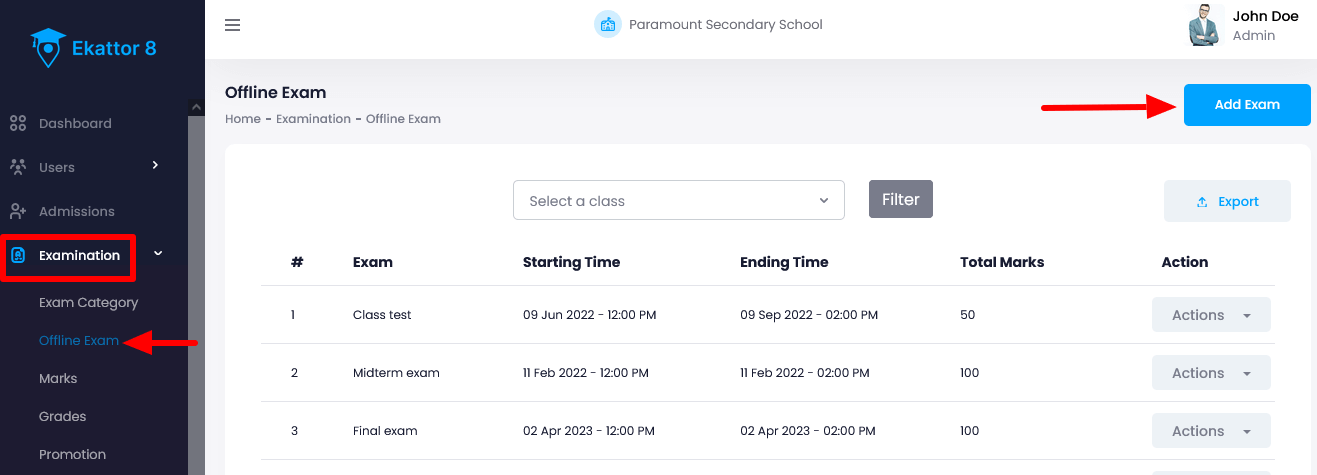 Ekattor 8
Paramount Secondary School
John Doe
Admin
Dashboard
Users
Admissions
Examination
Exam Category
Offline Exam
Marks
Grades
Promotion
Offline Exam
Home - Examination - Offline Exam
Add Exam
Select a class
Filter
Export
# Exam Starting Time Ending Time Total Marks Action
1 Class test 09 Jun 2022 - 12:00 PM 09 Sep 2022 - 02:00 PM 50 Actions
2 Midterm exam 11 Feb 2022 - 12:00 PM 11 Feb 2022 - 02:00 PM 100 Actions
3 Final exam 02 Apr 2023 - 12:00 PM 02 Apr 2023 - 02:00 PM 100 Actions